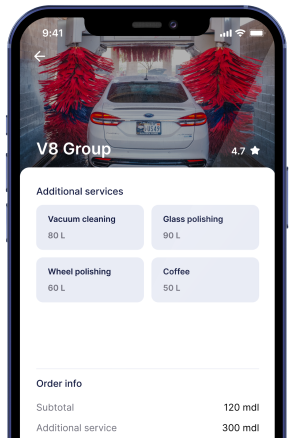 9:41
V8 Group
4.7
Additional services
Vacuum cleaning
80 L
Glass polishing
90 L
Wheel polishing
60 L
Coffee
50 L
Order info
Subtotal 120 mdl
Additional service 300 mdl